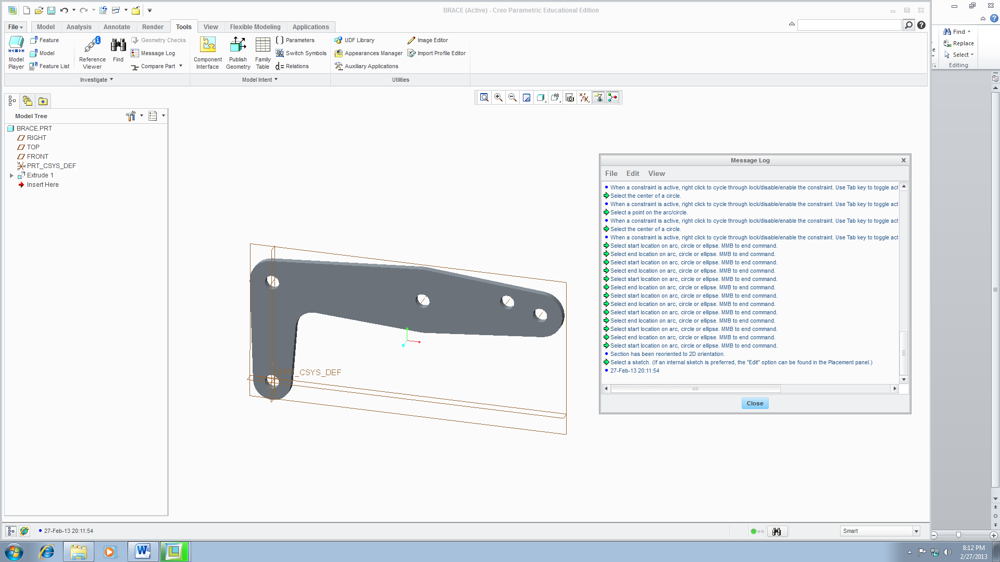 BRACE (Active) - Creo Parametric Educational Edition
File Model Analysis Annotate Render Tools View Flexible Modeling Applications
Feature
Model
Feature List
Model Player
Reference Viewer
Find
Geometry Checks
Message Log
Compare Part
Component Interface
Publish Geometry
Family Table
Parameters
Switch Symbols
d= Relations
UDF Library
Appearances Manager
Auxiliary Applications
Image Editor
Import Profile Editor
Investigate
Model Intent
Utilities
Find
Replace
Select
Editing
Model Tree
BRACE.PRT
RIGHT
TOP
FRONT
PRT_CSYS_DEF
Extrude 1
Insert Here
CSYS_DEF
Message Log
File Edit View
When a constraint is active, right click to cycle through lock/disable/enable the constraint. Use Tab key to toggle act
Select the center of a circle.
When a constraint is active, right click to cycle through lock/disable/enable the constraint. Use Tab key to toggle act
Select a point on the arc/circle.
When a constraint is active, right click to cycle through lock/disable/enable the constraint. Use Tab key to toggle act
Select the center of a circle.
When a constraint is active, right click to cycle through lock/disable/enable the constraint. Use Tab key to toggle act
Select start location on arc, circle or ellipse. MMB to end command.
Select end location on arc, circle or ellipse. MMB to end command.
Select start location on arc, circle or ellipse. MMB to end command.
Select end location on arc, circle or ellipse. MMB to end command.
Select start location on arc, circle or ellipse. MMB to end command.
Select end location on arc, circle or ellipse. MMB to end command.
Select start location on arc, circle or ellipse. MMB to end command.
Select end location on arc, circle or ellipse. MMB to end command.
Select start location on arc, circle or ellipse. MMB to end command.
Select end location on arc, circle or ellipse. MMB to end command.
Select start location on arc, circle or ellipse. MMB to end command.
Select end location on arc, circle or ellipse. MMB to end command.
Select start location on arc, circle or ellipse. MMB to end command.
Section has been reoriented to 2D orientation.
Select a sketch. (If an internal sketch is preferred, the "Edit" option can be found in the Placement panel.)
27-Feb-13 20:11:54
Close
27-Feb-13 20:11:54
Smart
8:12 PM
2/27/2013